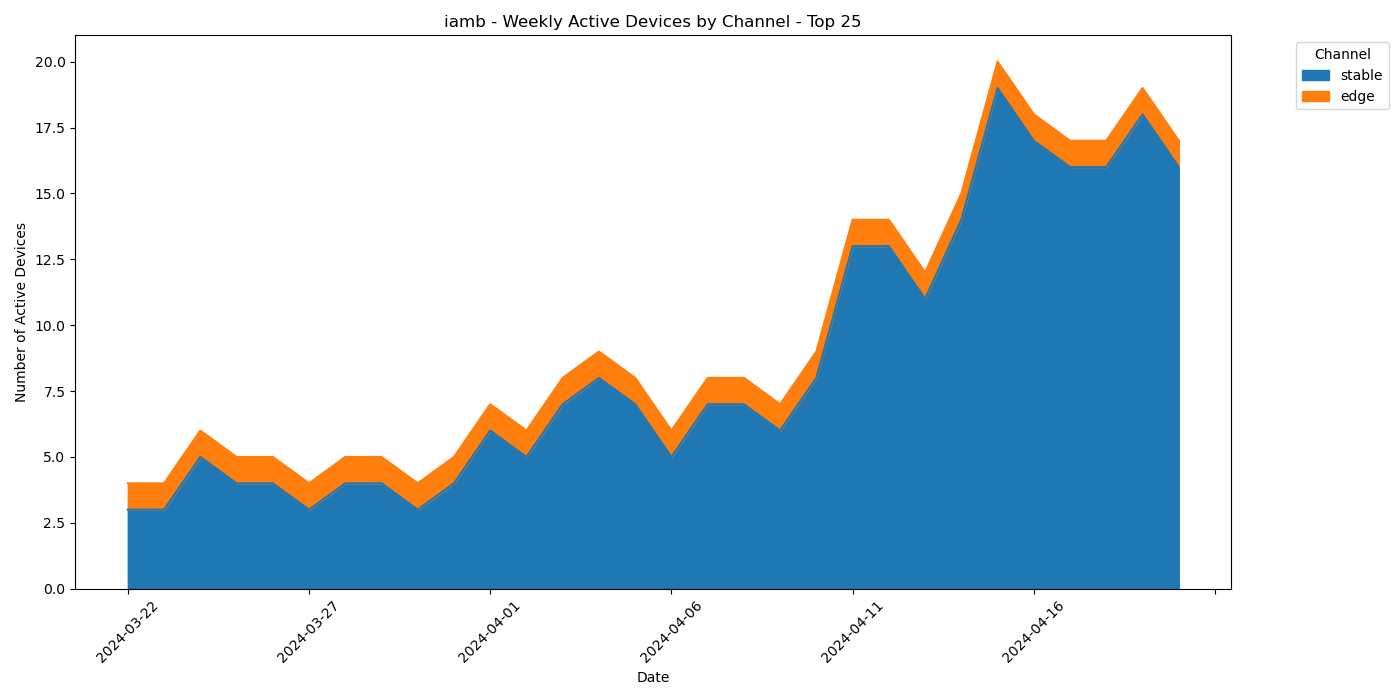 iamb - Weekly Active Devices by Channel - Top 25
Channel
stable
edge
Number of Active Devices
20.0
17.5
15.0
12.5
10.0
7.5
5.0
2.5
0.0
2024-03-22
2024-03-27
2024-04-01
2024-04-06
2024-04-11
2024-04-16
Date